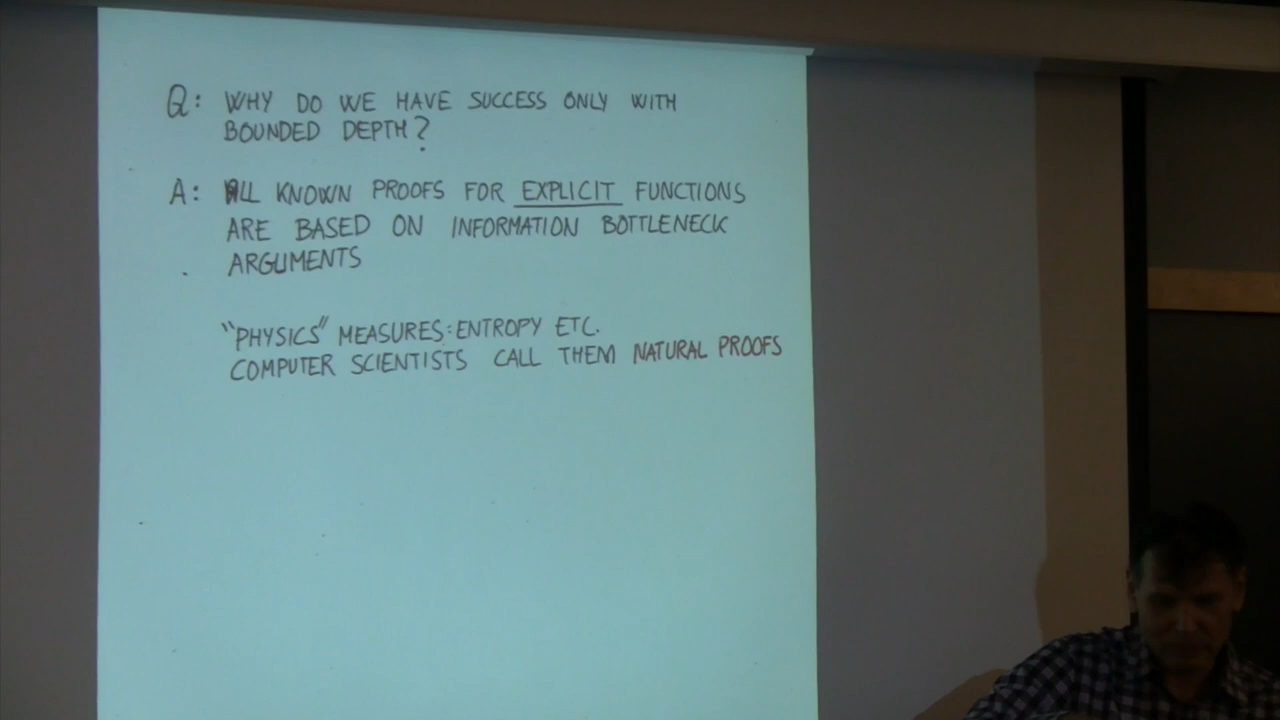 Q: WHY DO WE HAVE SUCCESS ONLY WITH
BOUNDED DEPTH?
A: ALL KNOWN PROOFS FOR EXPLICIT FUNCTIONS
ARE BASED ON INFORMATION BOTTLENECK
ARGUMENTS
"PHYSICS" MEASURES: ENTROPY ETC.
COMPUTER SCIENTISTS CALL THEM NATURAL PROOFS